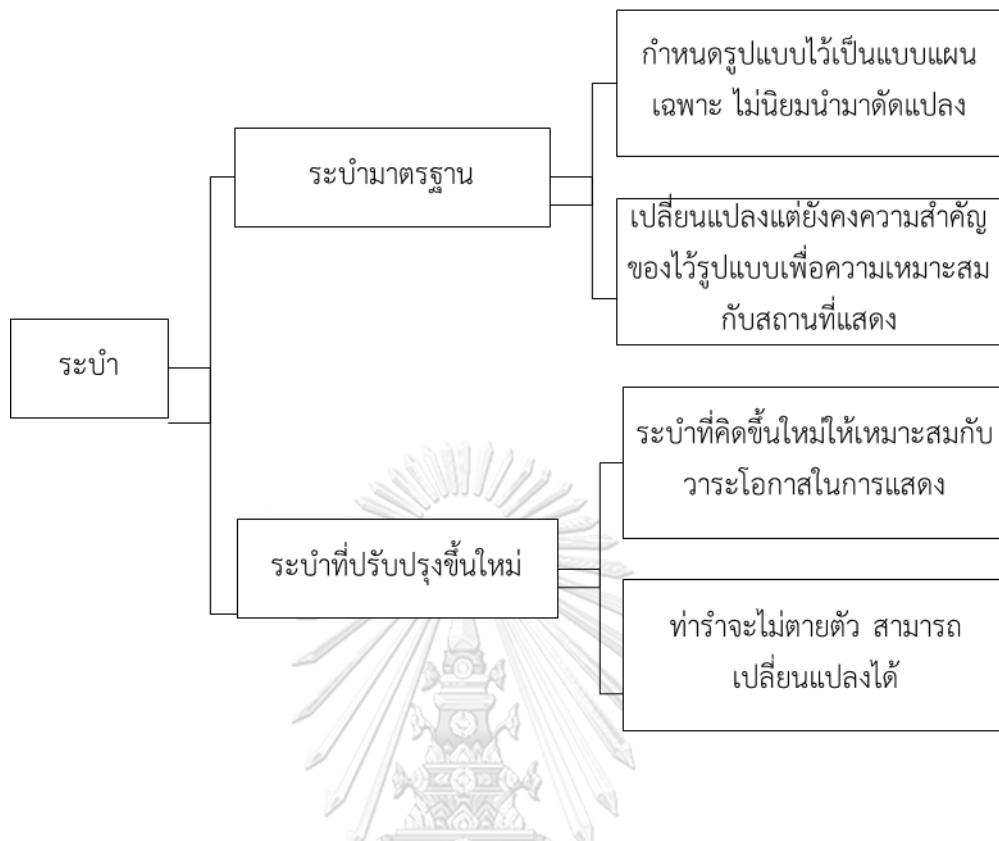 กำหนดรูปแบบไว้เป็นแบบแผน
เฉพาะ ไม่นิยมนำมาดัดแปลง
ระบำมาตรฐาน
เปลี่ยนแปลงแต่ยังคงความสำคัญ
ของไว้รูปแบบเพื่อความเหมาะสม
กับสถานที่แสดง
ระบำ
ระบำที่คิดขึ้นใหม่ให้เหมาะสมกับ
วาระโอกาสในการแสดง
ระบำที่ปรับปรุงขึ้นใหม่
ท่ารำจะไม่ตายตัว สามารถ
เปลี่ยนแปลงได้